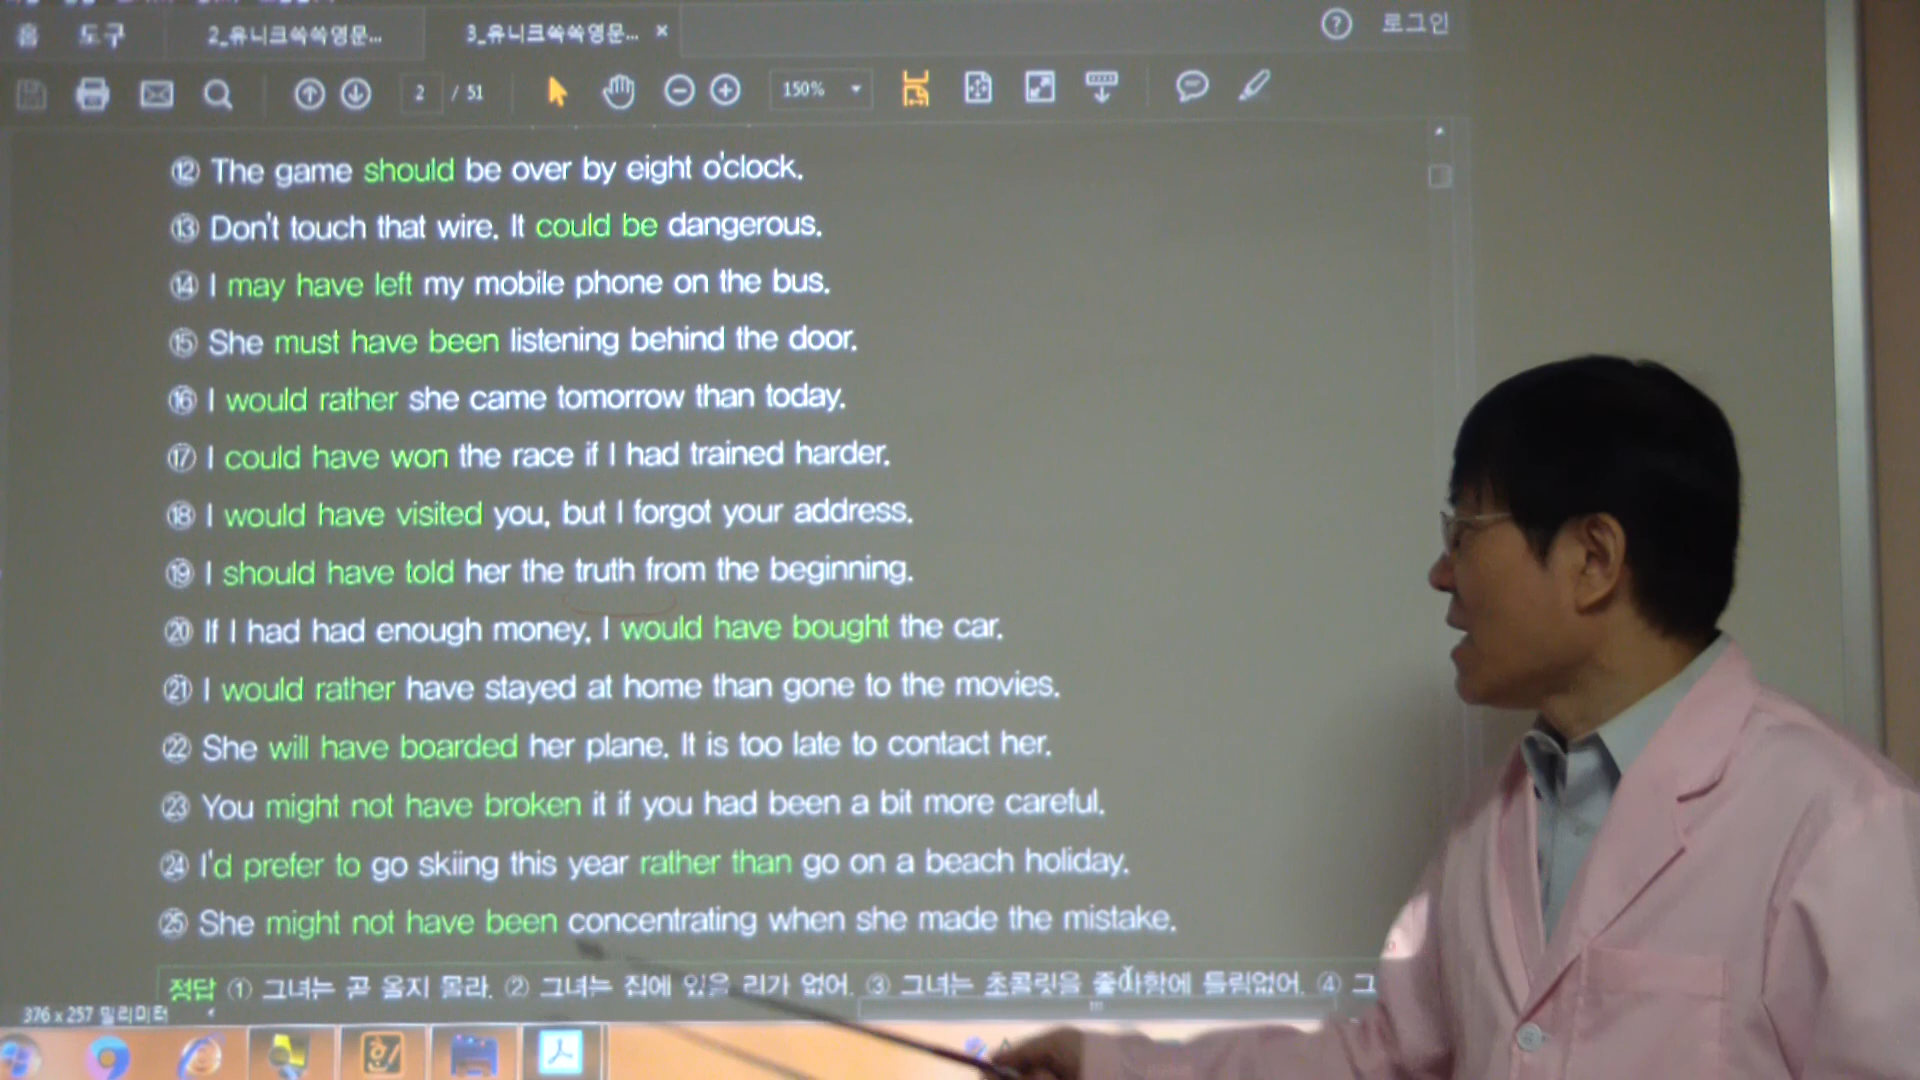 홈 도구 2_유니크쏙쏙영문... 3_유니크쏙쏙영문... × ? 로그인
2 / 51 150%
⑫ The game should be over by eight o'clock.
⑬ Don't touch that wire. It could be dangerous.
⑭ I may have left my mobile phone on the bus.
⑮ She must have been listening behind the door.
⑯ I would rather she came tomorrow than today.
⑰ I could have won the race if I had trained harder.
⑱ I would have visited you, but I forgot your address.
⑲ I should have told her the truth from the beginning.
⑳ If I had had enough money, I would have bought the car.
㉑ I would rather have stayed at home than gone to the movies.
㉒ She will have boarded her plane. It is too late to contact her.
㉓ You might not have broken it if you had been a bit more careful.
㉔ I'd prefer to go skiing this year rather than go on a beach holiday.
㉕ She might not have been concentrating when she made the mistake.
정답 ① 그녀는 곧 올지 몰라. ② 그녀는 집에 있을 리가 없어. ③ 그녀는 초콜릿을 좋아함에 틀림없어. ④ 그
376 x 257 밀리미터